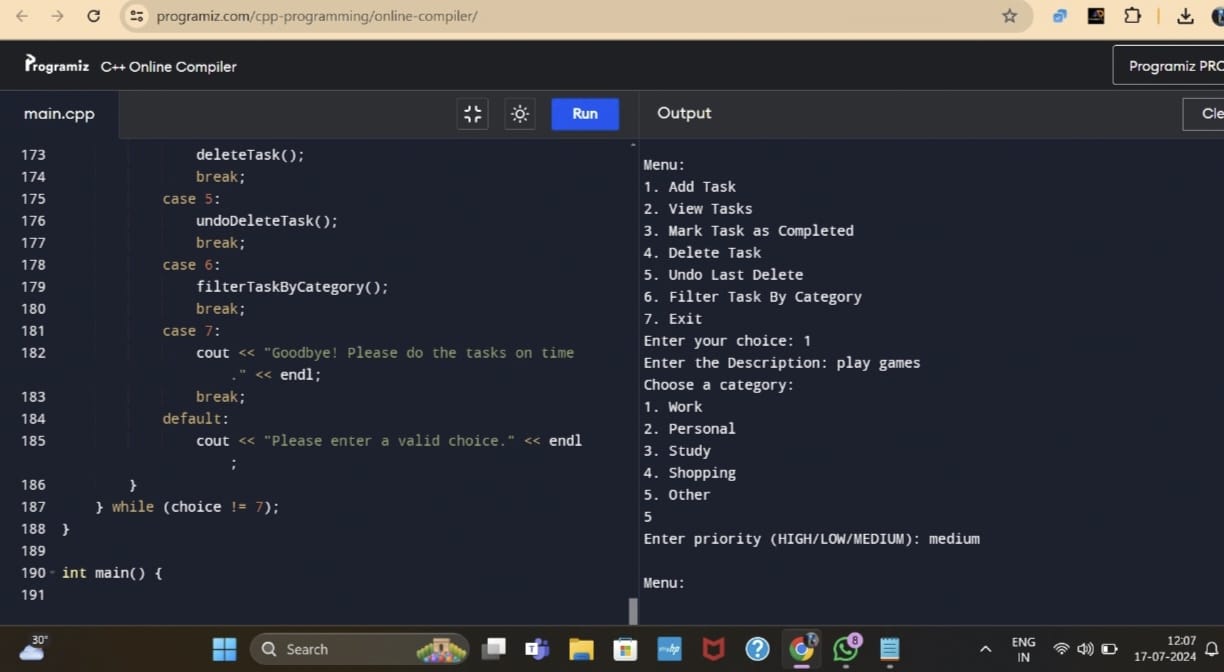 programiz.com/cpp-programming/online-compiler/
Programiz C++ Online Compiler
Programiz PRO
main.cpp
Run
Output
Cle
173 deleteTask();
174 break;
175 case 5:
176 undoDeleteTask();
177 break;
178 case 6:
179 filterTaskByCategory();
180 break;
181 case 7:
182 cout << "Goodbye! Please do the tasks on time
." << endl;
183 break;
184 default:
185 cout << "Please enter a valid choice." << endl
;
186 }
187 } while (choice != 7);
188 }
189
190 int main() {
191
Menu:
1. Add Task
2. View Tasks
3. Mark Task as Completed
4. Delete Task
5. Undo Last Delete
6. Filter Task By Category
7. Exit
Enter your choice: 1
Enter the Description: play games
Choose a category:
1. Work
2. Personal
3. Study
4. Shopping
5. Other
5
Enter priority (HIGH/LOW/MEDIUM): medium
Menu:
30°
Search
8
ENG
IN
12:07
17-07-2024